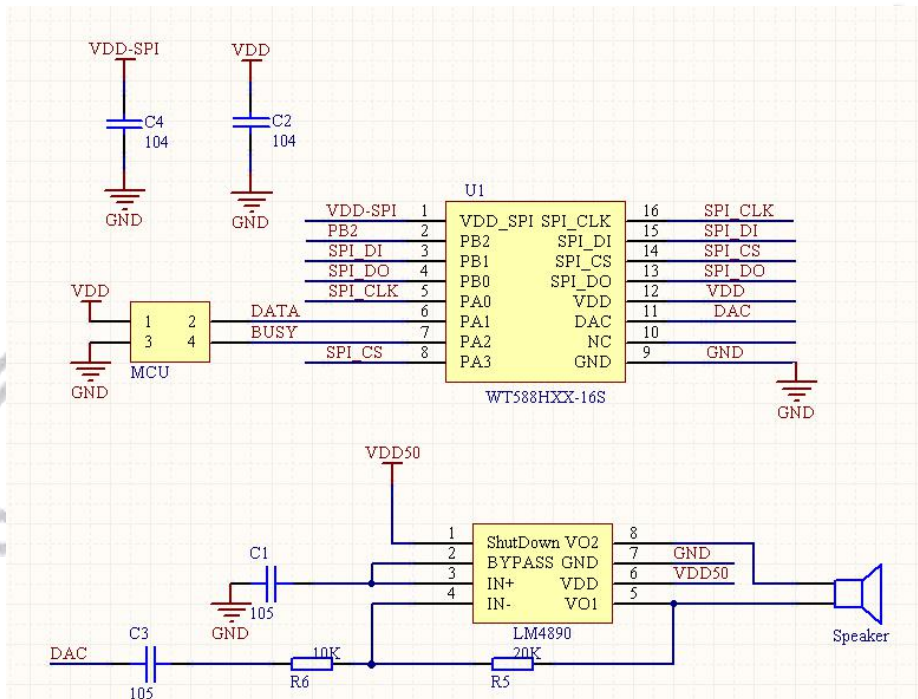 VDD-SPI
VDD
C4
104
C2
104
GND
GND
U1
VDD-SPI 1 VDD_SPI SPI_CLK 16 SPI_CLK
PB2 2 PB2 SPI_DI 15 SPI_DI
SPI_DI 3 PB1 SPI_CS 14 SPI_CS
SPI_DO 4 PB0 SPI_DO 13 SPI_DO
SPI_CLK 5 PA0 VDD 12 VDD
DATA 6 PA1 DAC 11 DAC
BUSY 7 PA2 NC 10
SPI_CS 8 PA3 GND 9 GND
WT588HXX-16S
GND
VDD
1 2
3 4
MCU
GND
VDD50
1 ShutDown VO2 8
2 BYPASS GND 7 GND
3 IN+ VDD 6 VDD50
4 IN- VO1 5
LM4890
C1
105
GND
Speaker
DAC
C3
105
10K
R6
20K
R5